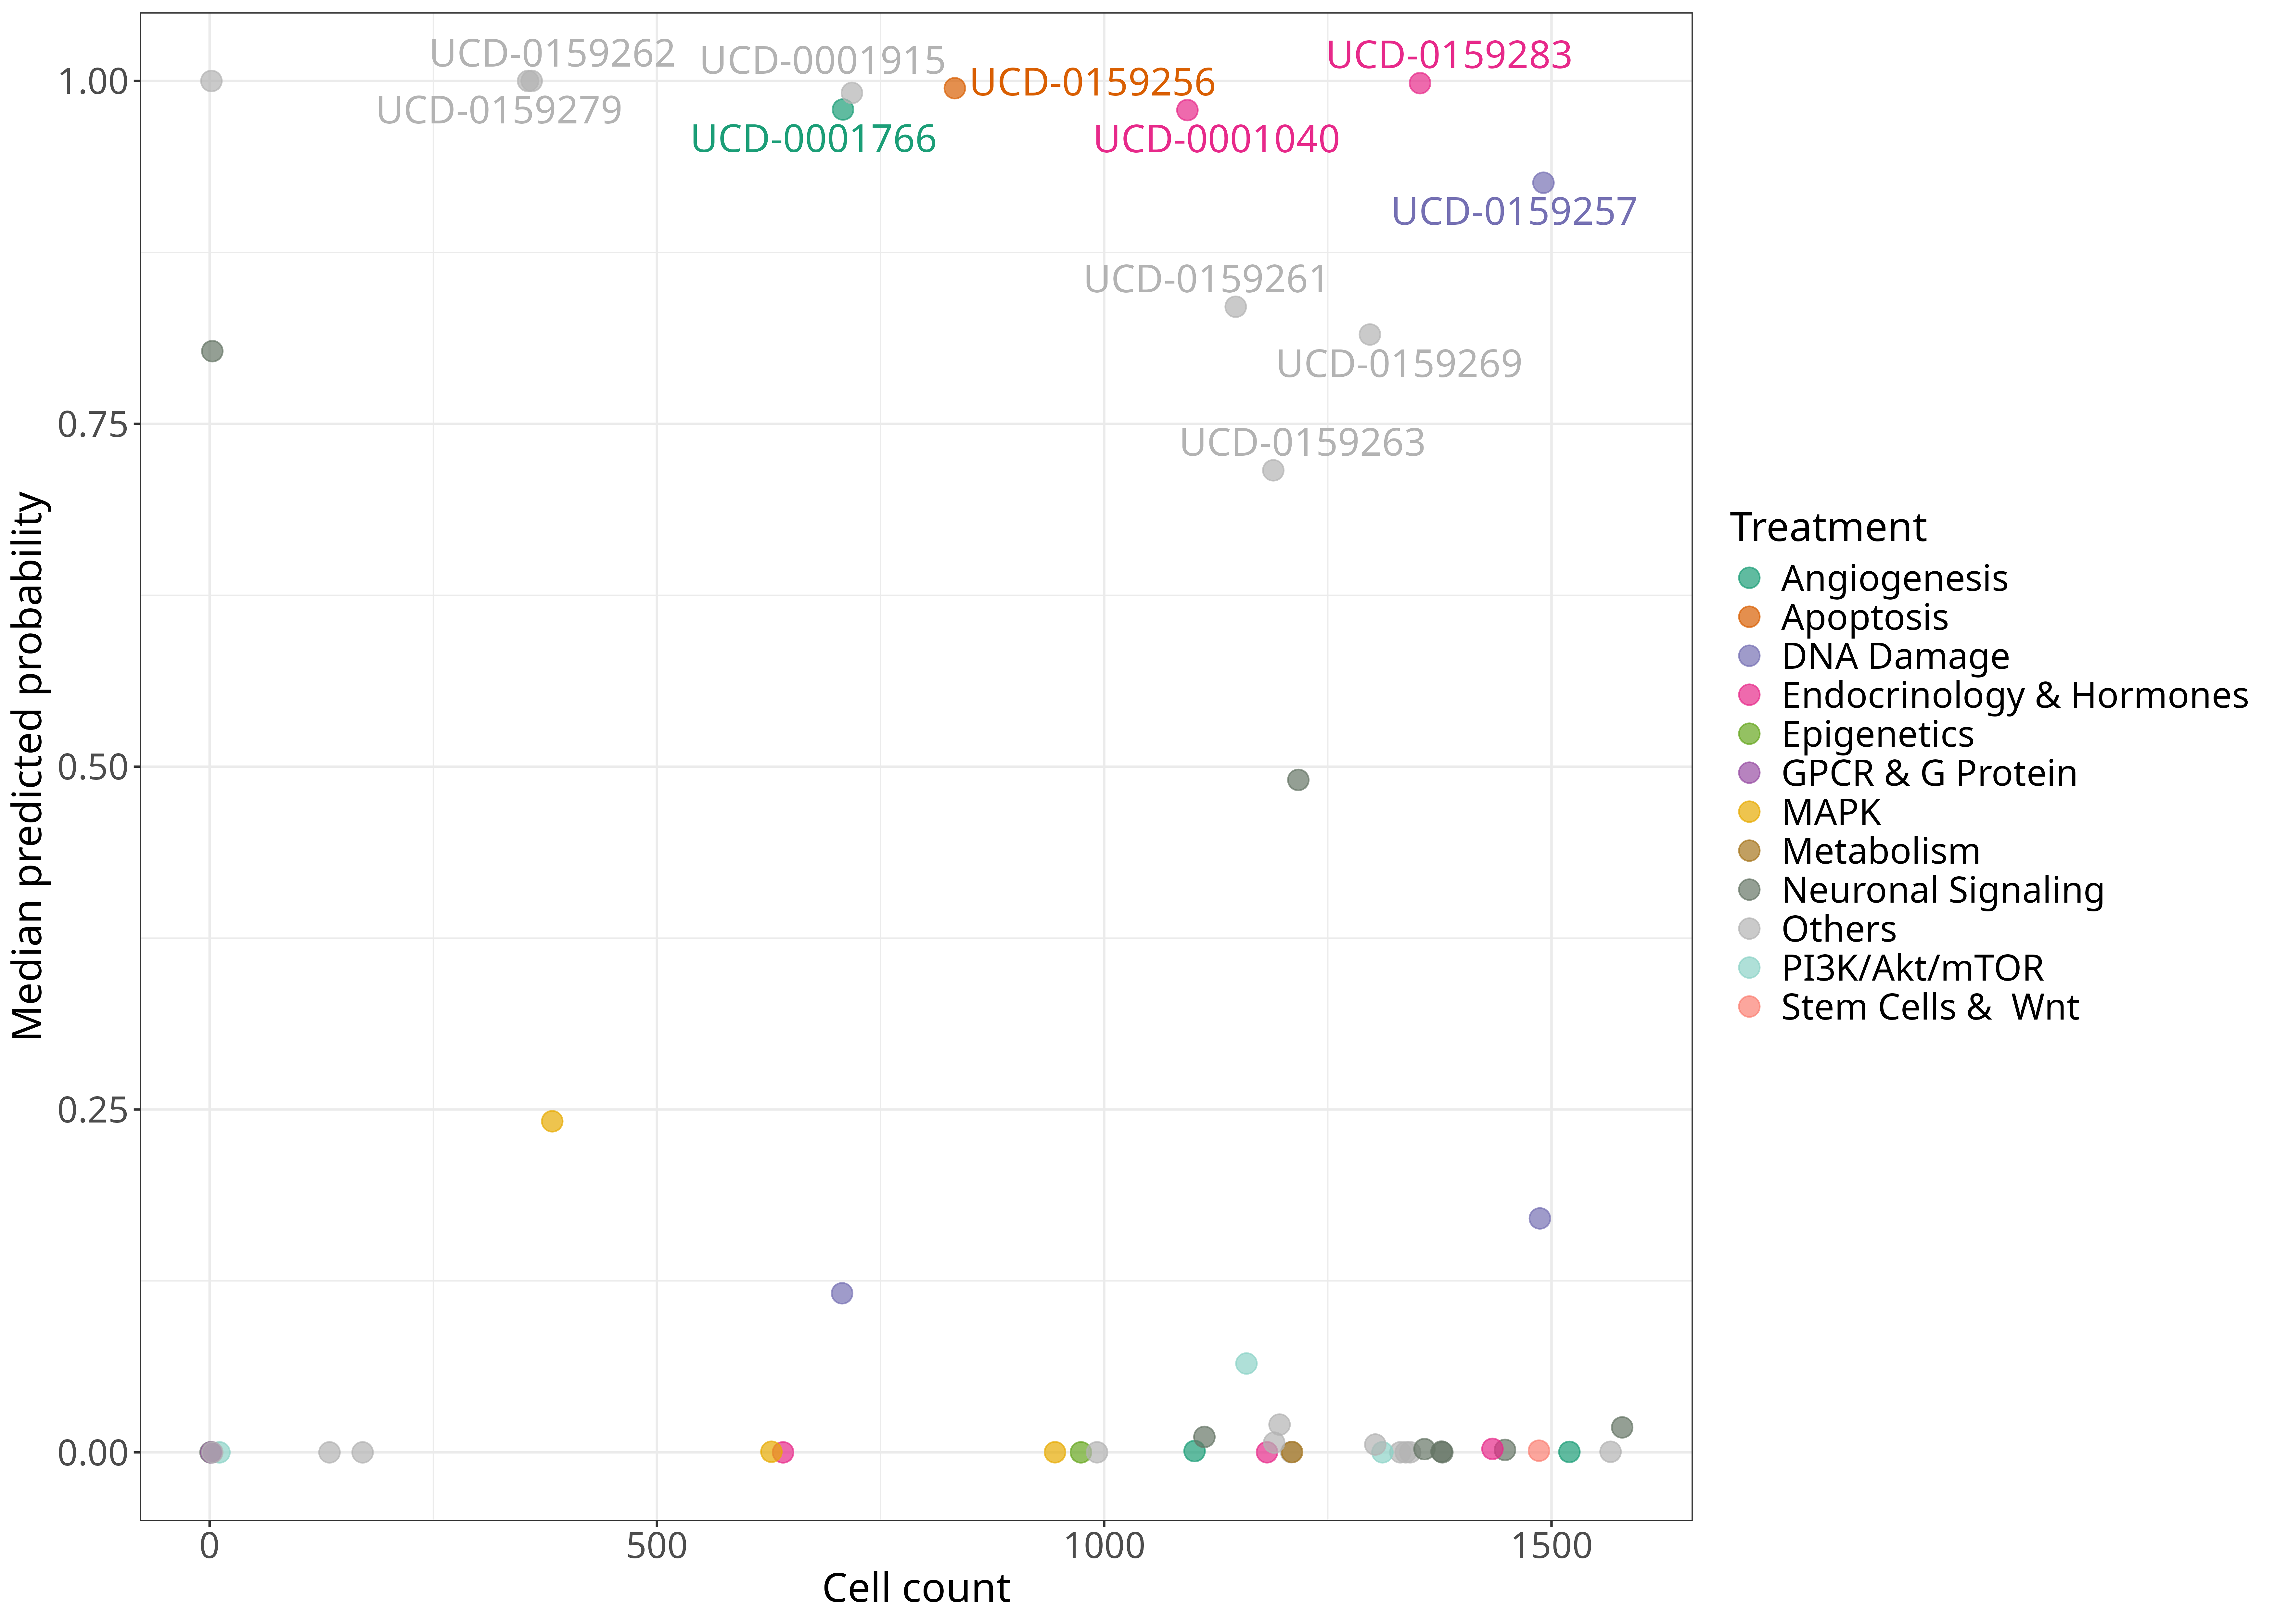 UCD-0159262
UCD-0001915
UCD-0159283
1.00
UCD-0159256
UCD-0159279
UCD-0001766
UCD-0001040
UCD-0159257
UCD-0159261
UCD-0159269
0.75
UCD-0159263
0.50
0.25
0.00
Median predicted probability
0
500
1000
1500
Cell count
Treatment
Angiogenesis
Apoptosis
DNA Damage
Endocrinology & Hormones
Epigenetics
GPCR & G Protein
MAPK
Metabolism
Neuronal Signaling
Others
PI3K/Akt/mTOR
Stem Cells &  Wnt